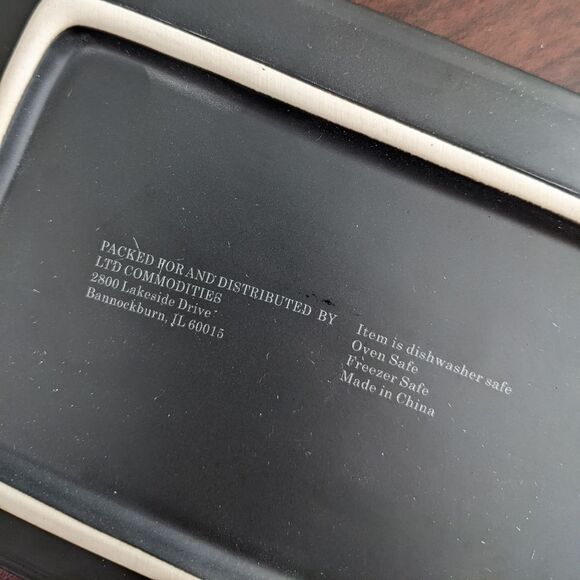 PACKED FOR AND DISTRIBUTED BY
LTD COMMODITIES
2800 Lakeside Drive
Bannockburn, IL 60015
Item is dishwasher safe
Oven Safe
Freezer Safe
Made in China